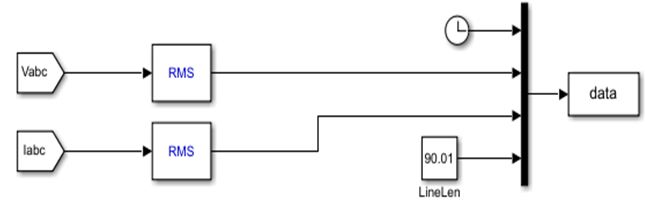 Vabc
RMS
data
Iabc
RMS
90.01
LineLen